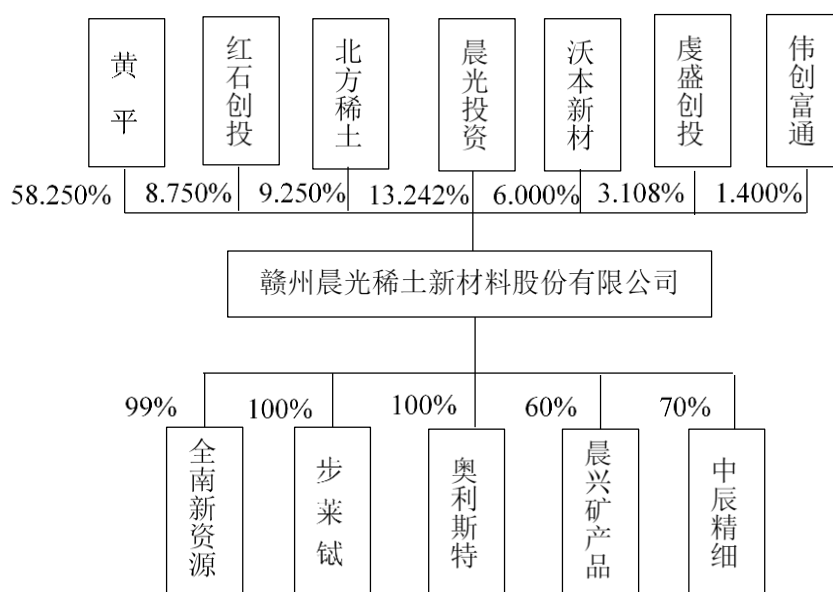 黄平
红石创投
北方稀土
晨光投资
沃本新材
虔盛创投
伟创富通
58.250%
8.750%
9.250%
13.242%
6.000%
3.108%
1.400%
赣州晨光稀土新材料股份有限公司
99%
100%
100%
60%
70%
全南新资源
步莱铽
奥利斯特
晨兴矿产品
中辰精细